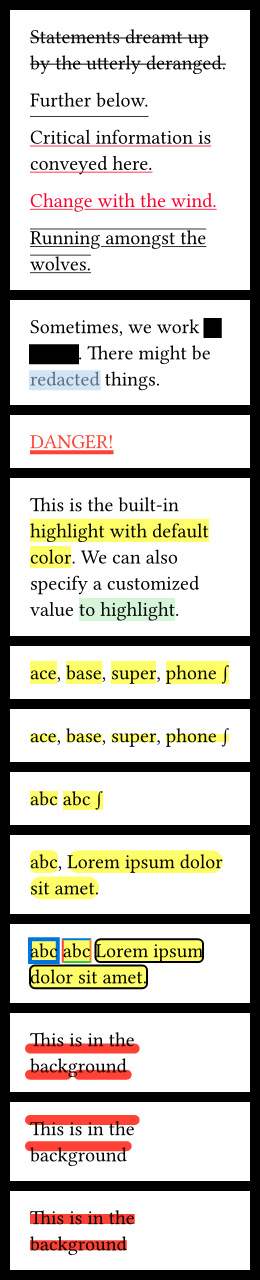 Statements dreamt up
by the utterly deranged.
Further below.
Critical information is
conveyed here.
Change with the wind.
Running amongst the
wolves.
Sometimes, we work
. There might be
redacted things.
DANGER!
This is the built-in
highlight with default
color. We can also
specify a customized
value to highlight.
ace, base, super, phone ∫
ace, base, super, phone ∫
abc abc ∫
abc, Lorem ipsum dolor
sit amet.
abc abc Lorem ipsum
dolor sit amet.
This is in the
background
This is in the
background
This is in the
background